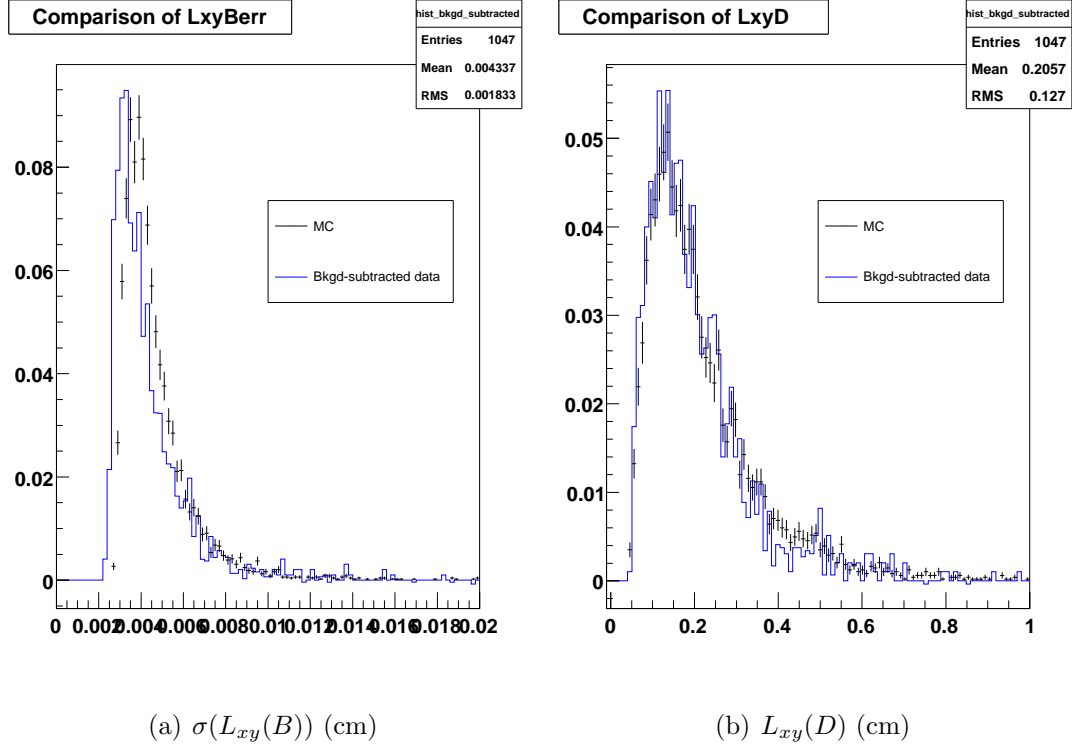 Comparison of LxyBerr
hist_bkgd_subtracted
Entries 1047
Mean 0.004337
RMS 0.001833
0.08
0.06
0.04
0.02
0
MC
Bkgd-subtracted data
0 0.002 0.004 0.006 0.008 0.01 0.012 0.014 0.016 0.018 0.02
(a) σ(L_{xy}(B)) (cm)
Comparison of LxyD
hist_bkgd_subtracted
Entries 1047
Mean 0.2057
RMS 0.127
0.05
0.04
0.03
0.02
0.01
0
MC
Bkgd-subtracted data
0 0.2 0.4 0.6 0.8 1
(b) L_{xy}(D) (cm)